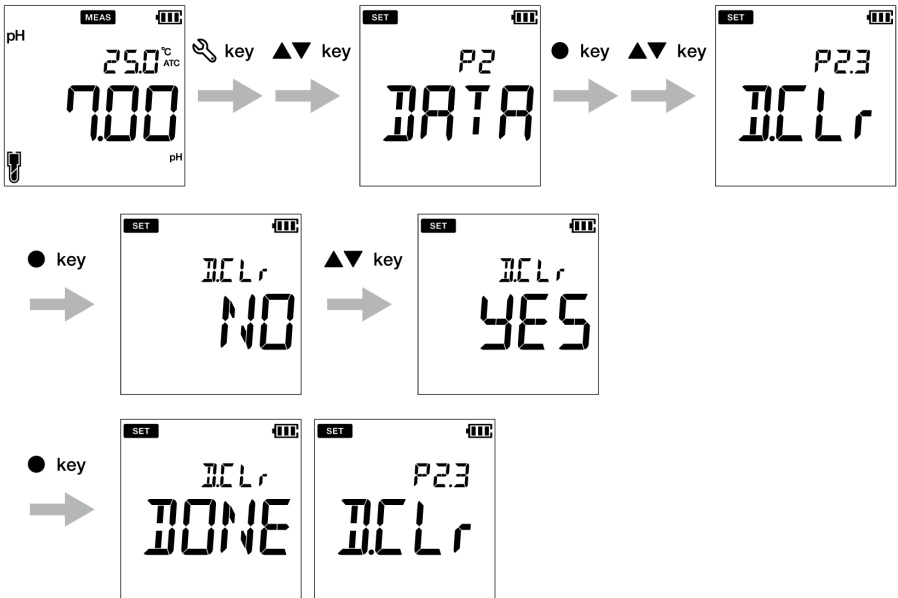 MEAS
pH
25.0 °C ATC
7.00
pH
🔧 key ▲▼ key
SET
P2
DATA
● key ▲▼ key
SET
P2.3
D.CLr
● key
SET
D.CLr
NO
▲▼ key
SET
D.CLr
YES
● key
SET
D.CLr
DONE
SET
P2.3
D.CLr